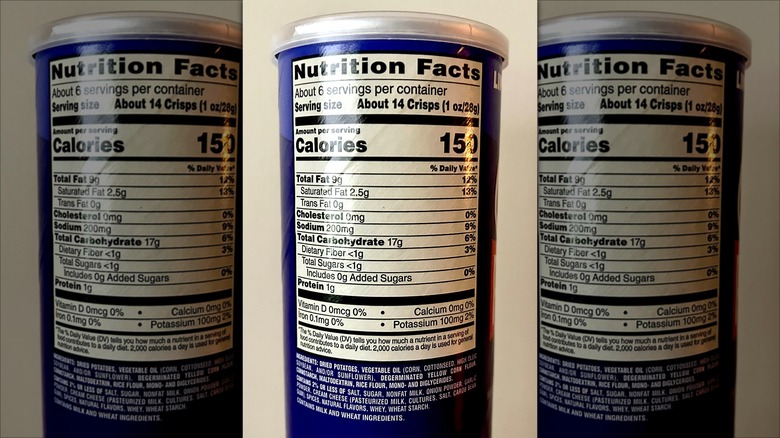 Nutrition Facts
About 6 servings per container
Serving size About 14 Crisps (1 oz/28g)
Amount per serving
Calories 150
% Daily Value*
Total Fat 9g 12%
Saturated Fat 2.5g 13%
Trans Fat 0g
Cholesterol 0mg 0%
Sodium 200mg 9%
Total Carbohydrate 17g 6%
Dietary Fiber <1g 3%
Total Sugars <1g
Includes 0g Added Sugars 0%
Protein 1g
Vitamin D 0mcg 0% • Calcium 0mg 0%
Iron 0.1mg 0% • Potassium 100mg 2%
*The % Daily Value (DV) tells you how much a nutrient in a serving of
food contributes to a daily diet. 2,000 calories a day is used for general
nutrition advice.
INGREDIENTS: DRIED POTATOES, VEGETABLE OIL (CORN, COTTONSEED, HIGH OLEIC
SOYBEAN, AND/OR SUNFLOWER), DEGERMINATED YELLOW CORN FLOUR,
CORNSTARCH, MALTODEXTRIN, RICE FLOUR, MONO- AND DIGLYCERIDES.
CONTAINS 2% OR LESS OF SALT, SUGAR, NONFAT MILK, ONION POWDER, GARLIC
POWDER, CREAM CHEESE (PASTEURIZED MILK, CULTURES, SALT, CAROB BEAN
GUM), SPICES, NATURAL FLAVORS, WHEY, WHEAT STARCH.
CONTAINS MILK AND WHEAT INGREDIENTS.